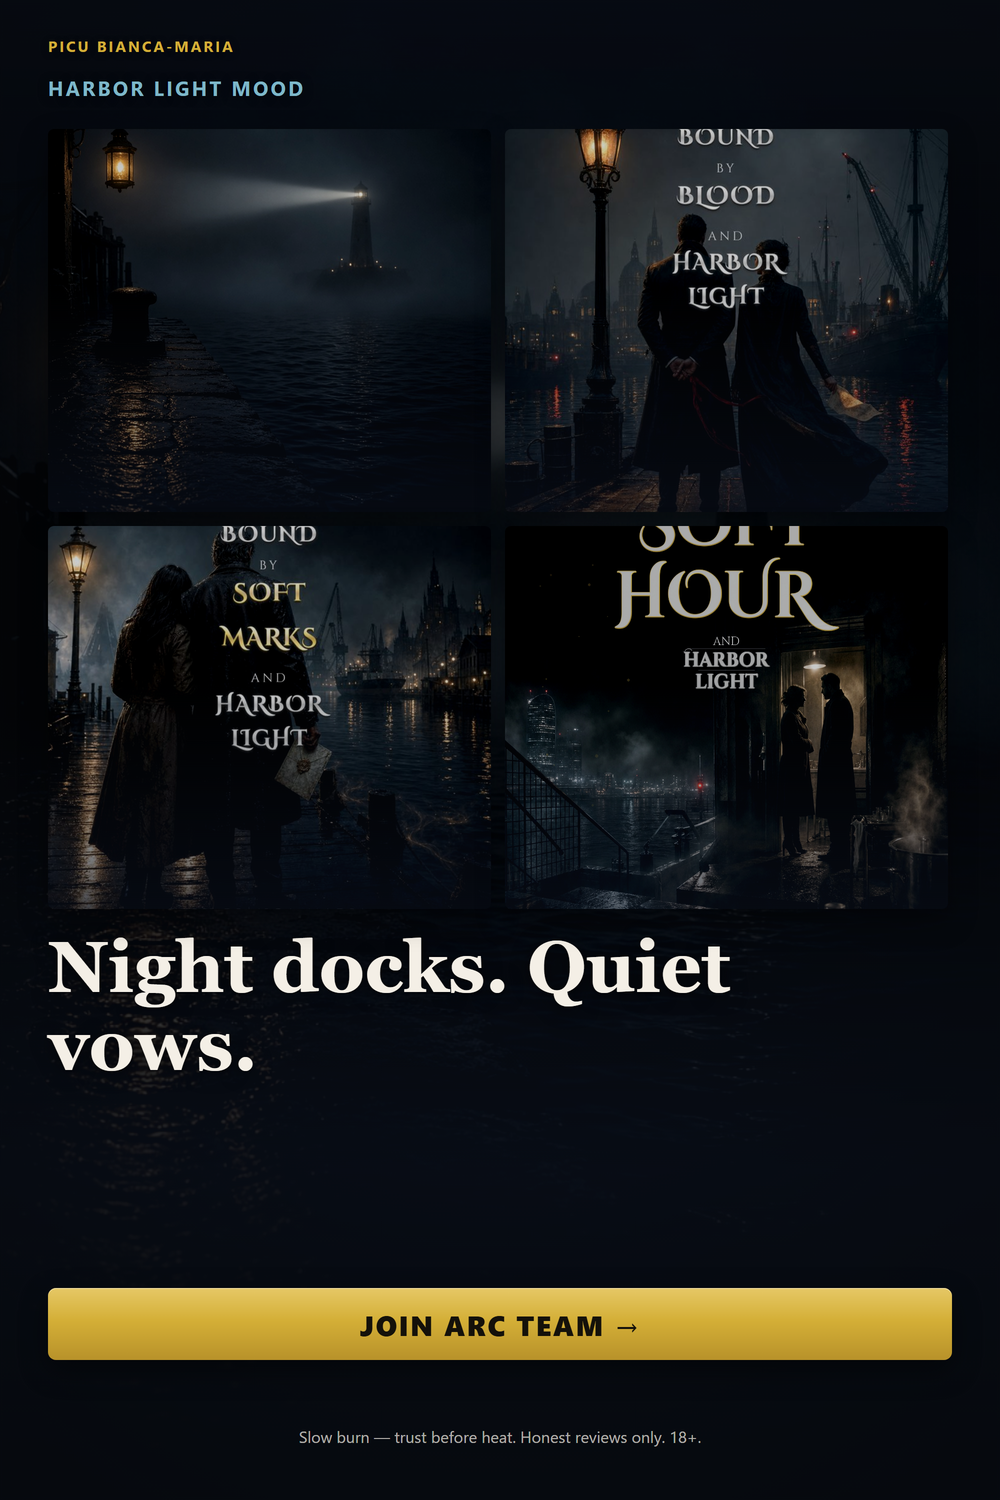 PICU BIANCA-MARIA
HARBOR LIGHT MOOD
BOUND
BY
BLOOD
AND
HARBOR
LIGHT
BOUND
BY
SOFT
MARKS
AND
HARBOR
LIGHT
SOFT
HOUR
AND
HARBOR
LIGHT
Night docks. Quiet
vows.
JOIN ARC TEAM →
Slow burn — trust before heat. Honest reviews only. 18+.